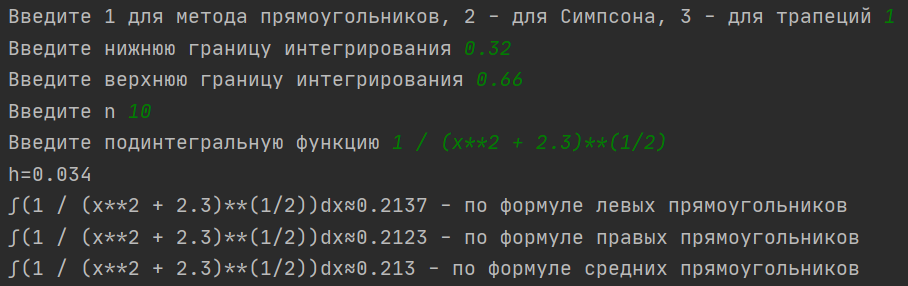 Введите 1 для метода прямоугольников, 2 - для Симпсона, 3 - для трапеций 1
Введите нижнюю границу интегрирования 0.32
Введите верхнюю границу интегрирования 0.66
Введите n 10
Введите подинтегральную функцию 1 / (x**2 + 2.3)**(1/2)
h=0.034
∫(1 / (x**2 + 2.3)**(1/2))dx≈0.2137 - по формуле левых прямоугольников
∫(1 / (x**2 + 2.3)**(1/2))dx≈0.2123 - по формуле правых прямоугольников
∫(1 / (x**2 + 2.3)**(1/2))dx≈0.213 - по формуле средних прямоугольников